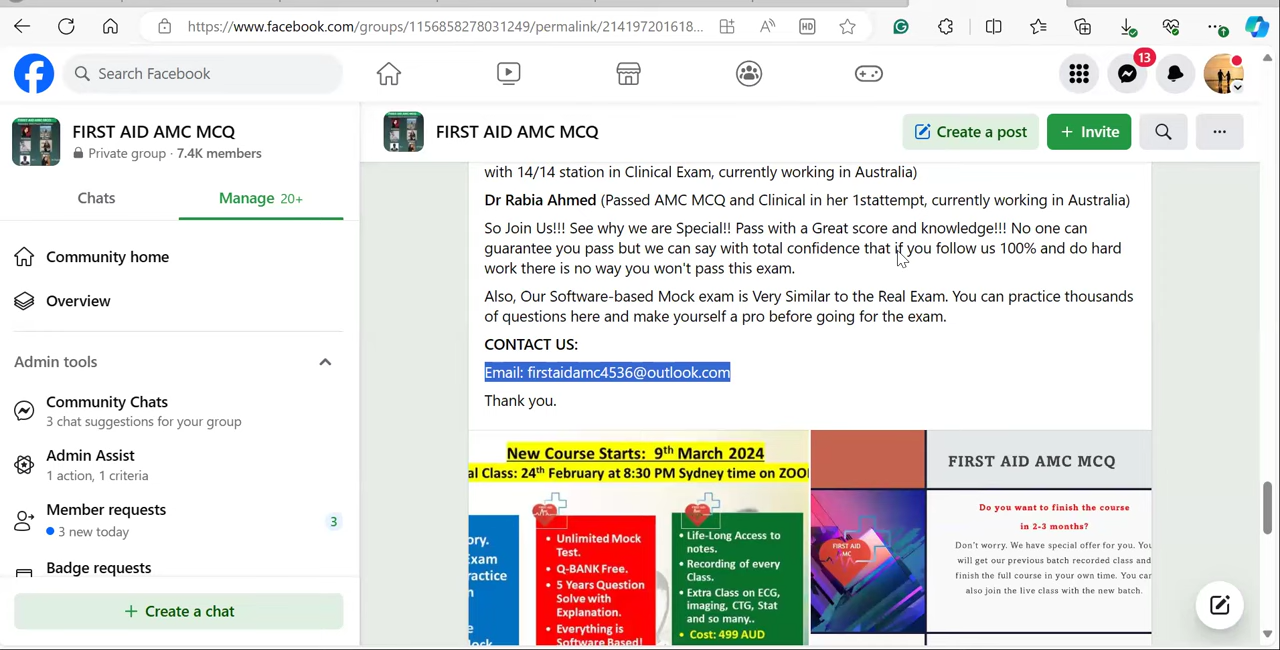 https://www.facebook.com/groups/1156858278031249/permalink/214197201618...
HD
13
Search Facebook
FIRST AID AMC MCQ
Private group · 7.4K members
Chats
Manage 20+
Community home
Overview
Admin tools
Community Chats
3 chat suggestions for your group
Admin Assist
1 action, 1 criteria
Member requests
3
3 new today
Badge requests
+ Create a chat
FIRST AID AMC MCQ
Create a post
+ Invite
with 14/14 station in Clinical Exam, currently working in Australia)
Dr Rabia Ahmed (Passed AMC MCQ and Clinical in her 1stattempt, currently working in Australia)
So Join Us!!! See why we are Special!! Pass with a Great score and knowledge!!! No one can
guarantee you pass but we can say with total confidence that if you follow us 100% and do hard
work there is no way you won't pass this exam.
Also, Our Software-based Mock exam is Very Similar to the Real Exam. You can practice thousands
of questions here and make yourself a pro before going for the exam.
CONTACT US:
Email: firstaidamc4536@outlook.com
Thank you.
New Course Starts: 9th March 2024
al Class: 24th February at 8:30 PM Sydney time on ZOO
ory.
Exam
ractice
n
lock
• Unlimited Mock
Test.
• Q-BANK Free.
• 5 Years Question
Solve with
Explanation.
• Everything is
Software Based!
• Life-Long Access to
notes.
• Recording of every
Class.
• Extra Class on ECG,
imaging, CTG, Stat
and so many..
• Cost: 499 AUD
FIRST AID AMC MCQ
FIRST AID
MC
Do you want to finish the course
in 2-3 months?
Don't worry. We have special offer for you. You
will get our previous batch recorded class and
finish the full course in your own time. You can
also join the live class with the new batch.